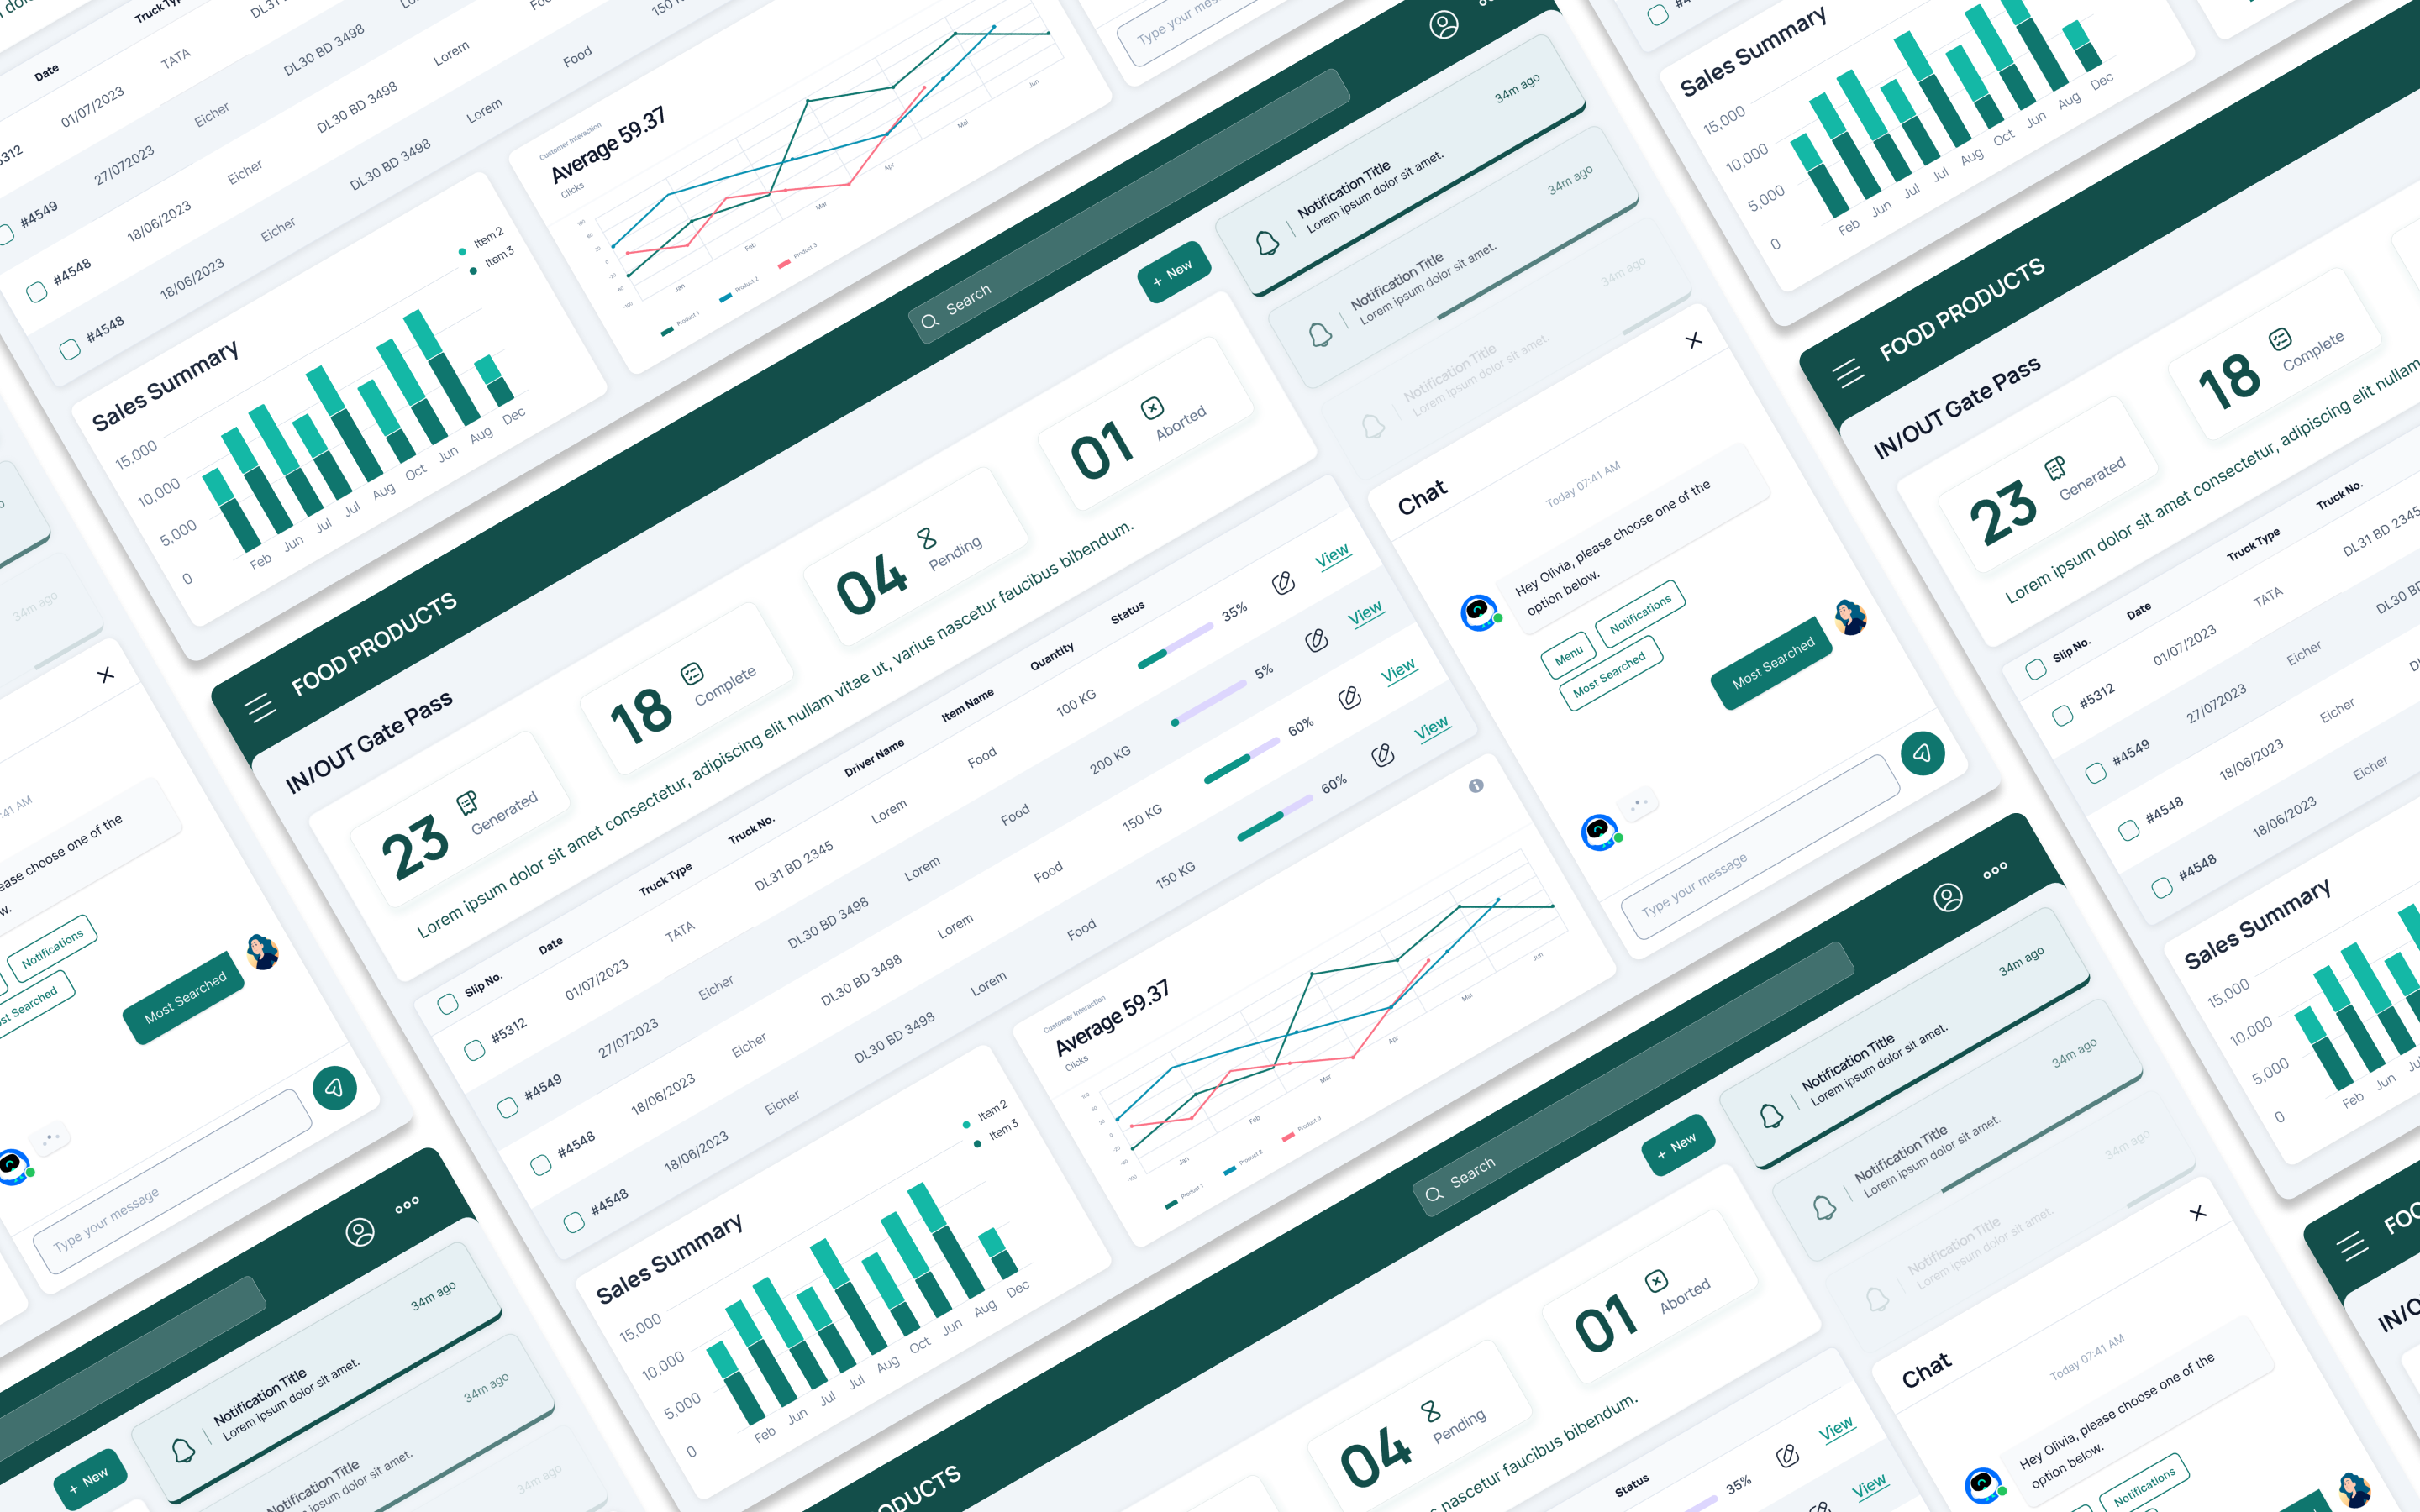 FOOD PRODUCTS
Search
IN/OUT Gate Pass
+ New
23 Generated
18 Complete
04 Pending
01 Aborted
Lorem ipsum dolor sit amet consectetur, adipiscing elit nullam vitae ut, varius nascetur faucibus bibendum.
Slip No. Date Truck Type Truck No. Driver Name Item Name Quantity Status
#5312 01/07/2023 TATA DL31 BD 2345 Lorem Food 100 KG 35% View
#4549 27/072023 Eicher DL30 BD 3498 Lorem Food 200 KG 5% View
#4548 18/06/2023 Eicher DL30 BD 3498 Lorem Food 150 KG 60% View
#4548 18/06/2023 Eicher DL30 BD 3498 Lorem Food 150 KG 60% View
Sales Summary
Item 2
Item 3
15,000
10,000
5,000
0
Feb Jun Jul Jul Aug Oct Jun Aug Dec
Customer Interaction
Average 59.37
Clicks
Jan Feb Mar Apr Mai Jun
Product 1 Product 2 Product 3
Notification Title
Lorem ipsum dolor sit amet.
34m ago
Notification Title
Lorem ipsum dolor sit amet.
34m ago
Notification Title
Lorem ipsum dolor sit amet.
34m ago
Chat
Today 07:41 AM
Hey Olivia, please choose one of the
option below.
Menu
Notifications
Most Searched
Most Searched
Type your message